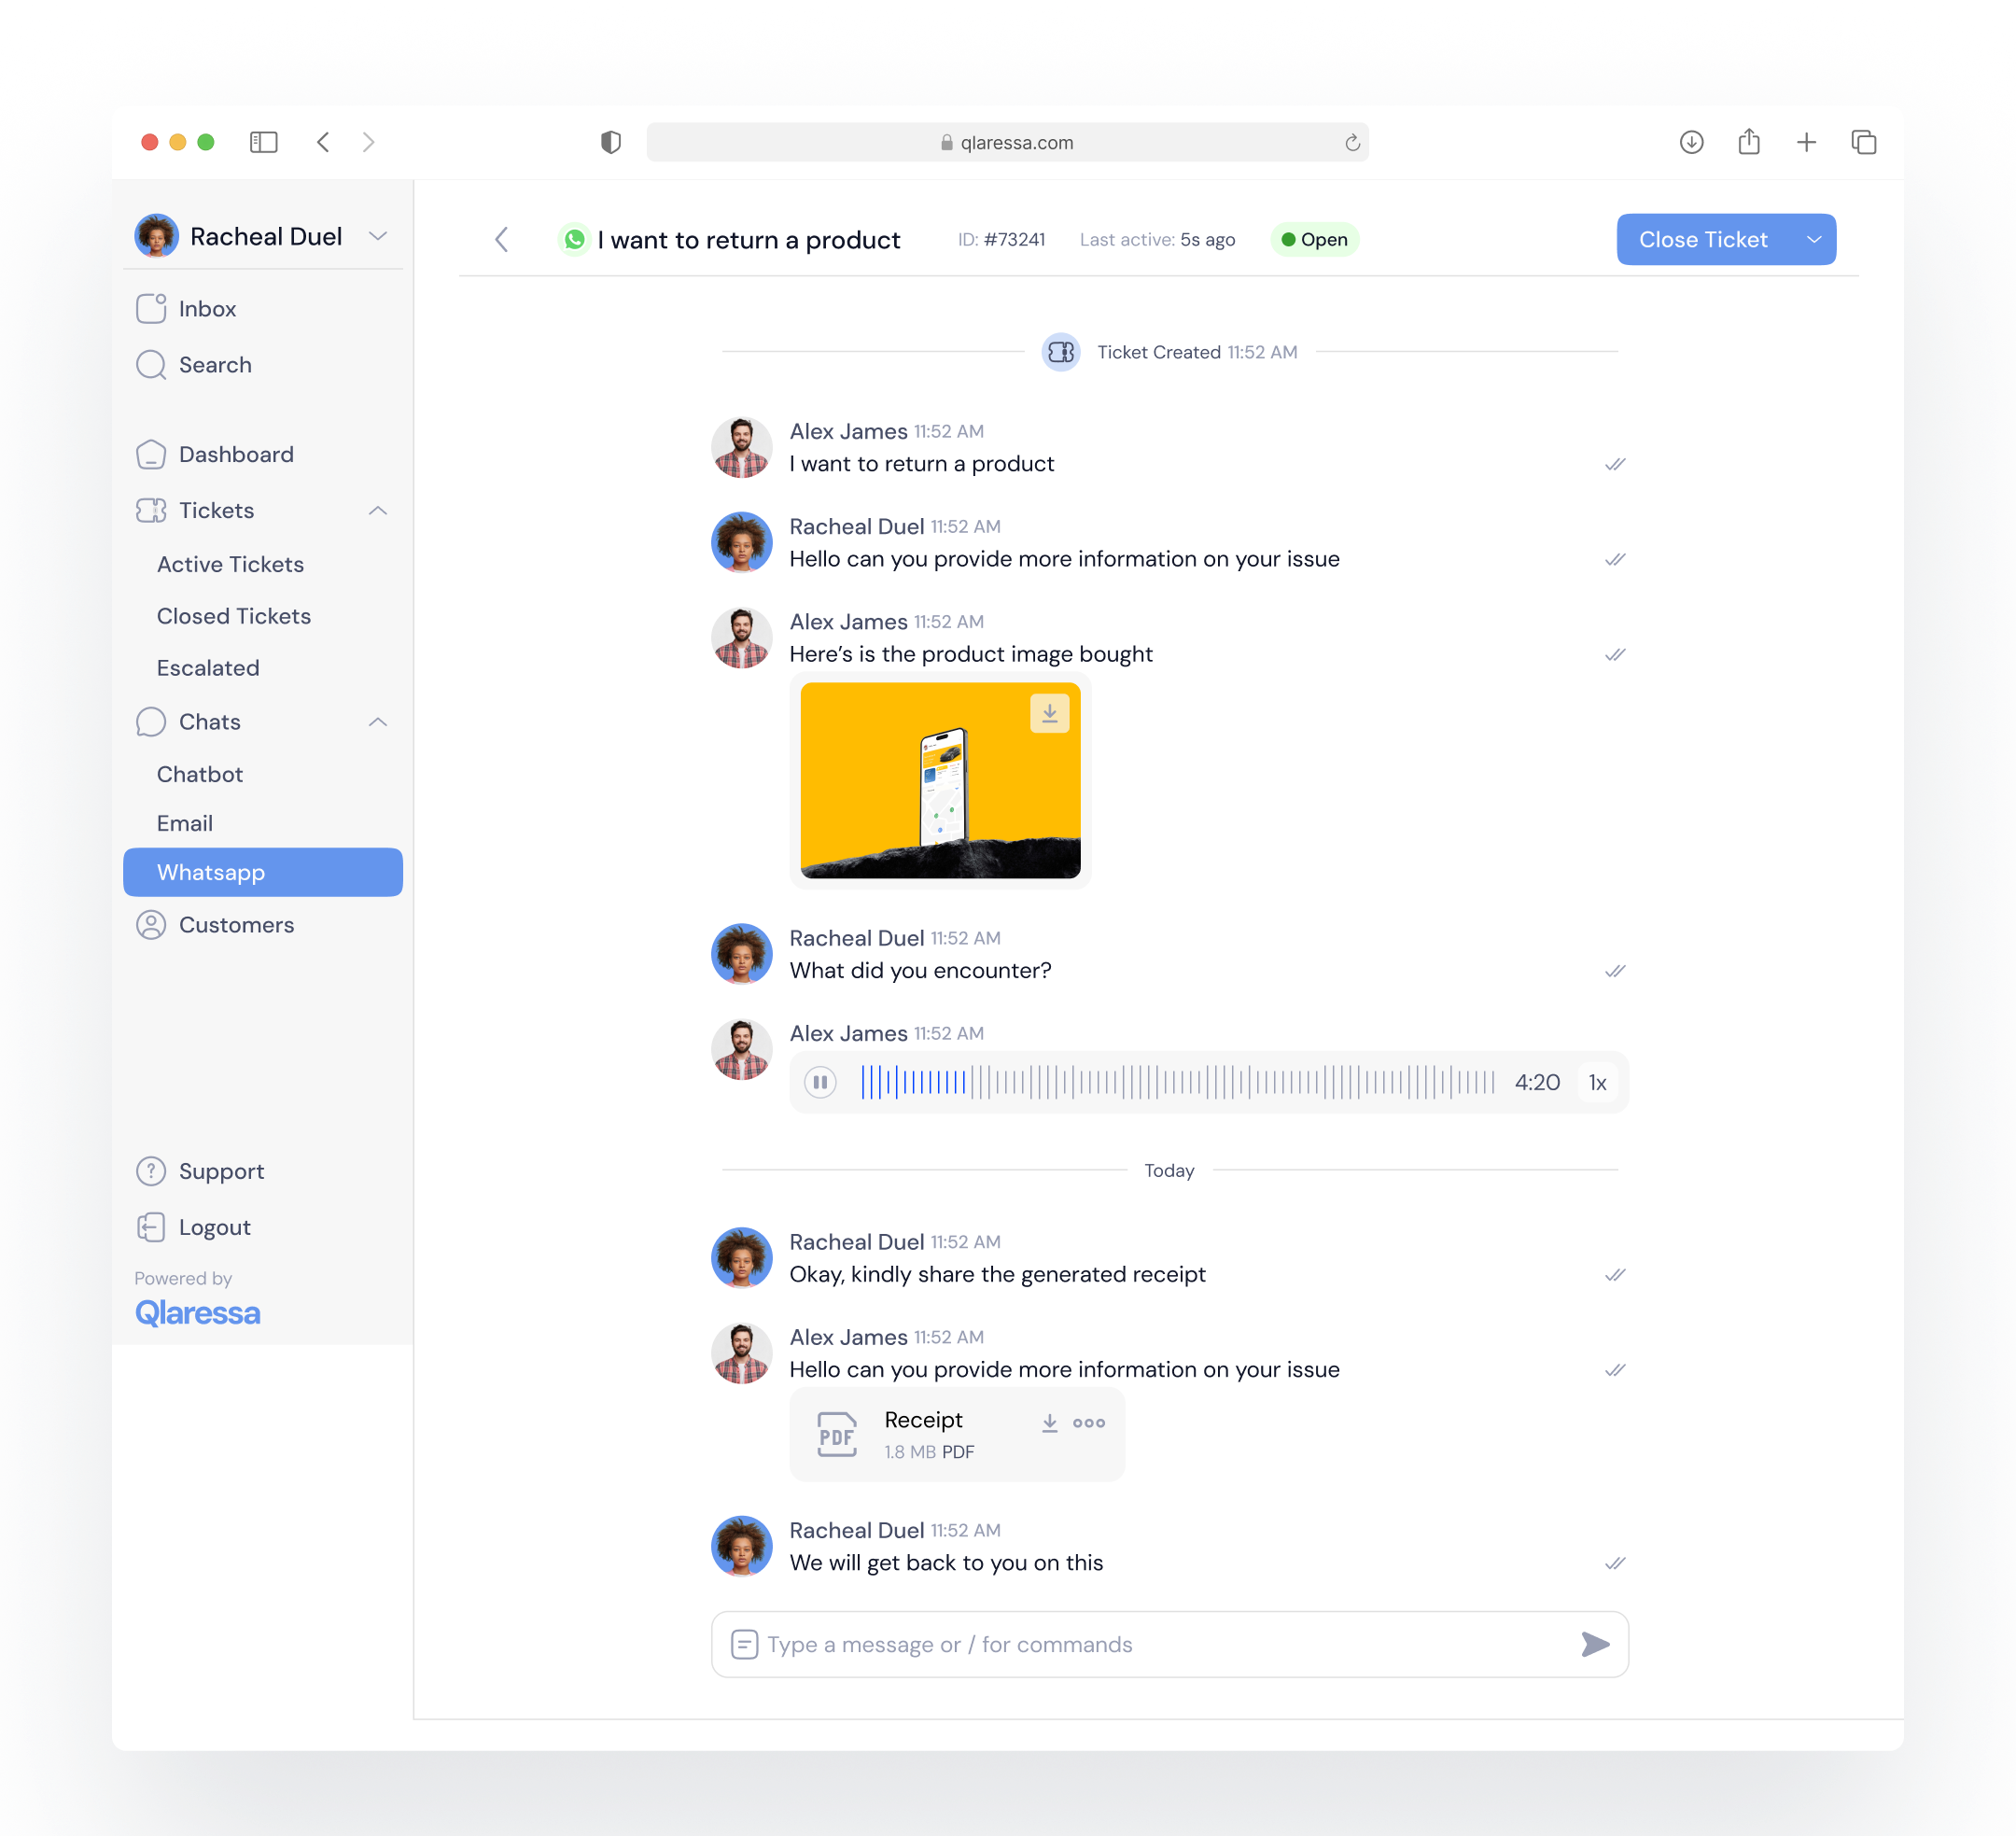 qlaressa.com
Racheal Duel
Inbox
Search
Dashboard
Tickets
Active Tickets
Closed Tickets
Escalated
Chats
Chatbot
Email
Whatsapp
Customers
? Support
Logout
Powered by
Qlaressa
I want to return a product ID: #73241 Last active: 5s ago Open Close Ticket
Ticket Created 11:52 AM
Alex James 11:52 AM
I want to return a product
Racheal Duel 11:52 AM
Hello can you provide more information on your issue
Alex James 11:52 AM
Here’s is the product image bought
Racheal Duel 11:52 AM
What did you encounter?
Alex James 11:52 AM
4:20 1x
Today
Racheal Duel 11:52 AM
Okay, kindly share the generated receipt
Alex James 11:52 AM
Hello can you provide more information on your issue
PDF
Receipt
1.8 MB PDF
Racheal Duel 11:52 AM
We will get back to you on this
Type a message or / for commands